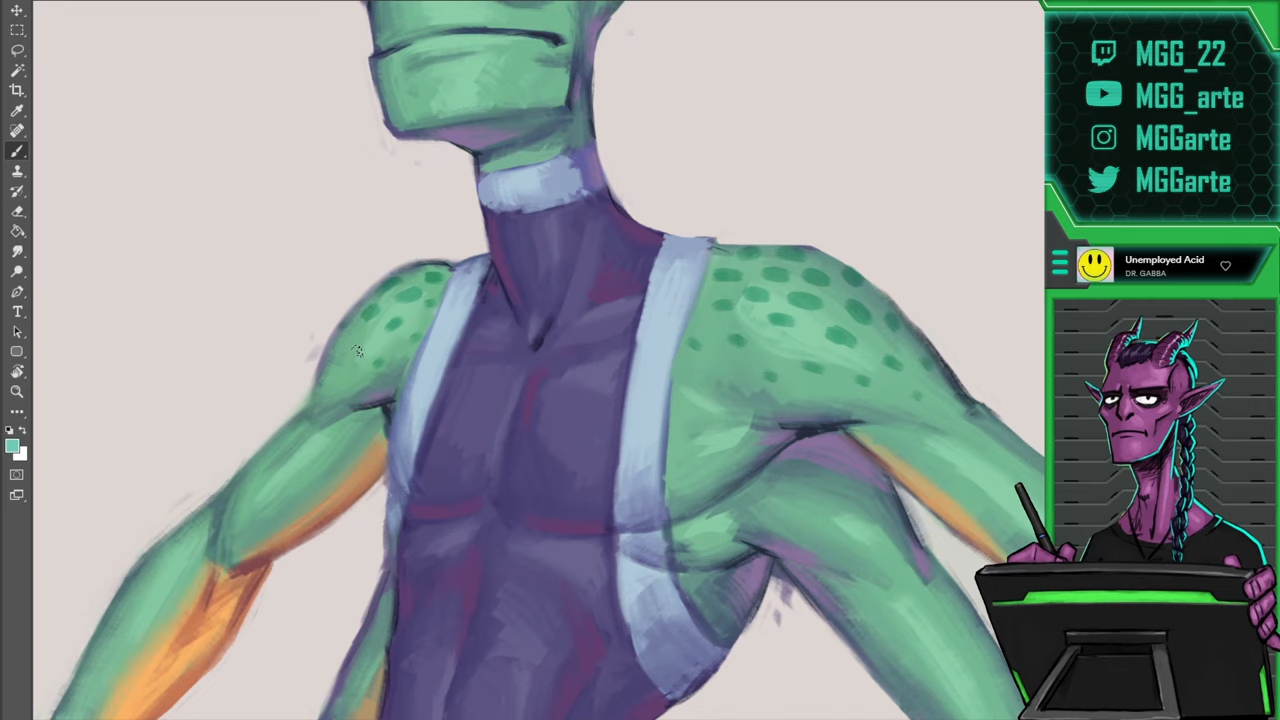 MGG_22
MGG_arte
MGGarte
MGGarte
Unemployed Acid
DR. GABBA
T